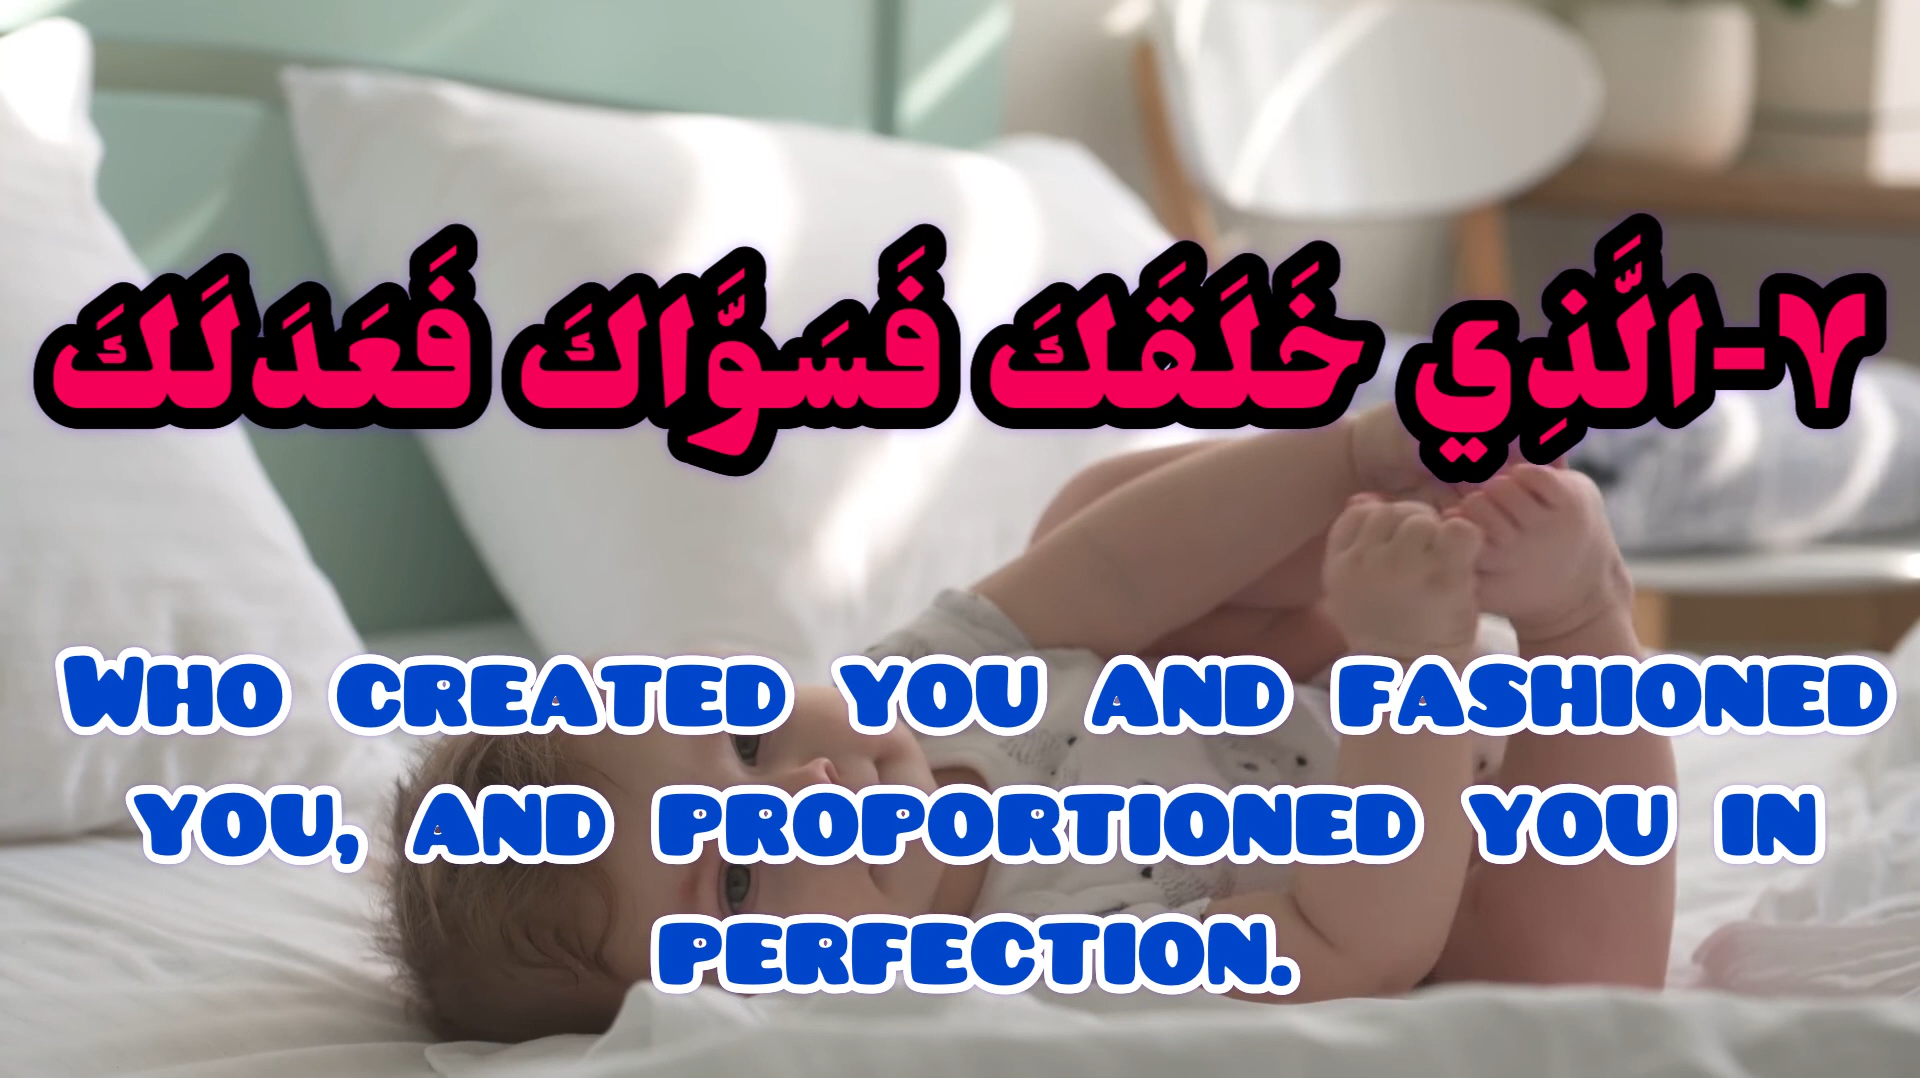 ٧-الَّذِي خَلَقَكَ فَسَوَّاكَ فَعَدَلَكَ
Who created you and fashioned
you, and proportioned you in
perfection.